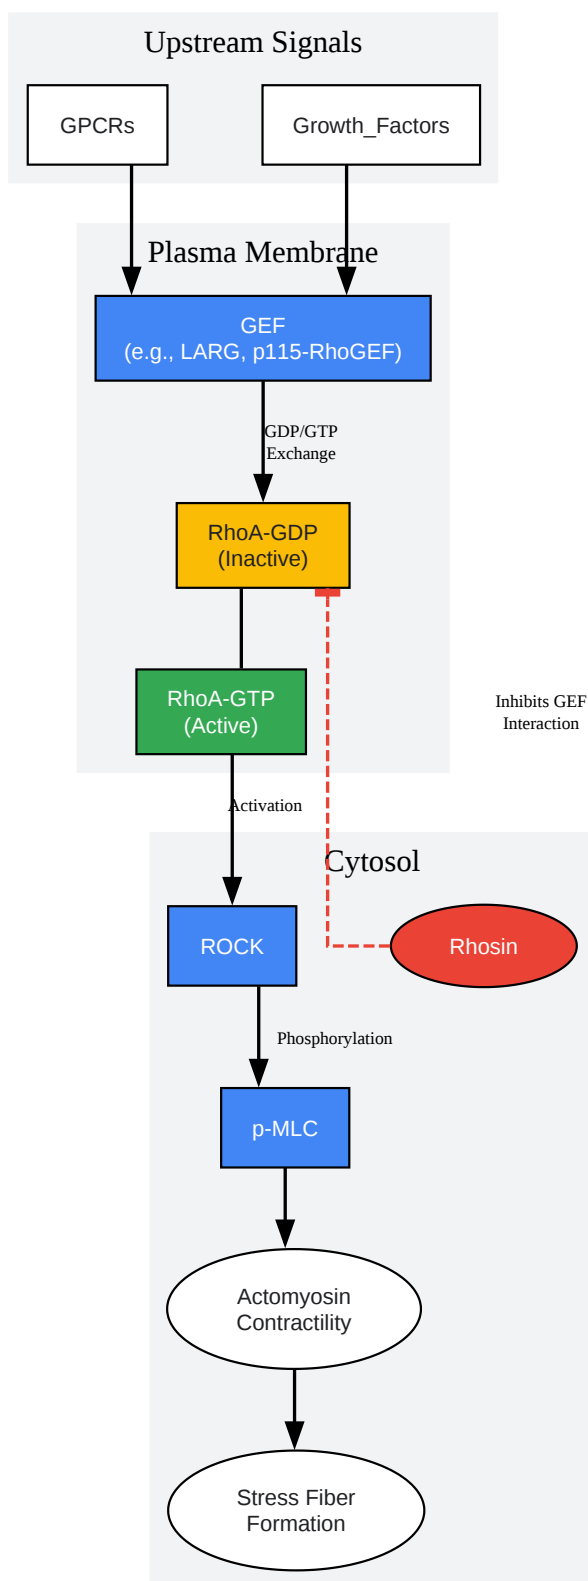 Upstream Signals
GPCRs
Growth_Factors
Plasma Membrane
GEF
(e.g., LARG, p115-RhoGEF)
GDP/GTP
Exchange
RhoA-GDP
(Inactive)
RhoA-GTP
(Active)
Inhibits GEF
Interaction
Activation
Cytosol
ROCK
Rhosin
Phosphorylation
p-MLC
Actomyosin
Contractility
Stress Fiber
Formation